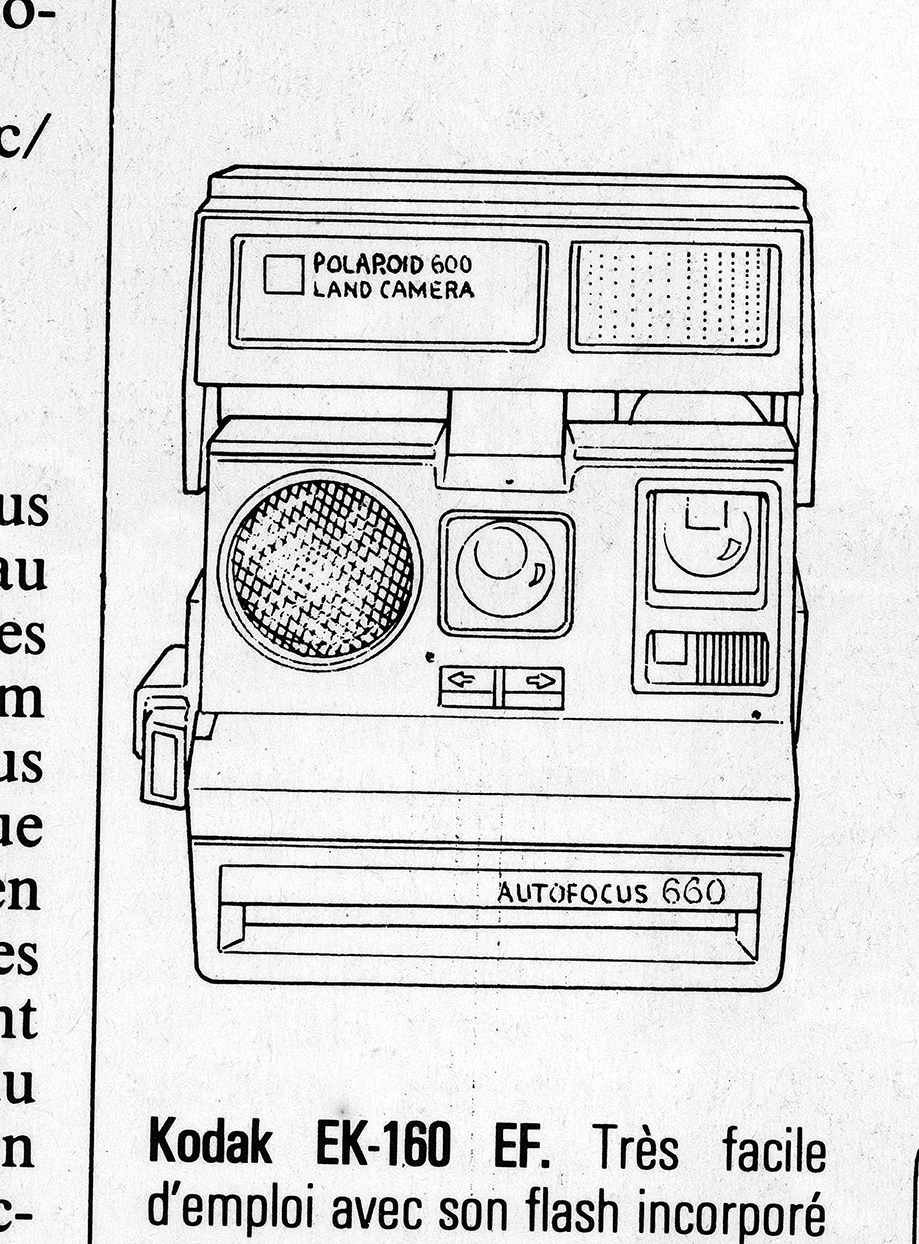 o-
c/
us
au
es
m
us
ue
en
es
nt
u
n
c-
POLAROID 600
LAND CAMERA
AUTOFOCUS 660
Kodak EK-160 EF. Très facile
d'emploi avec son flash incorporé